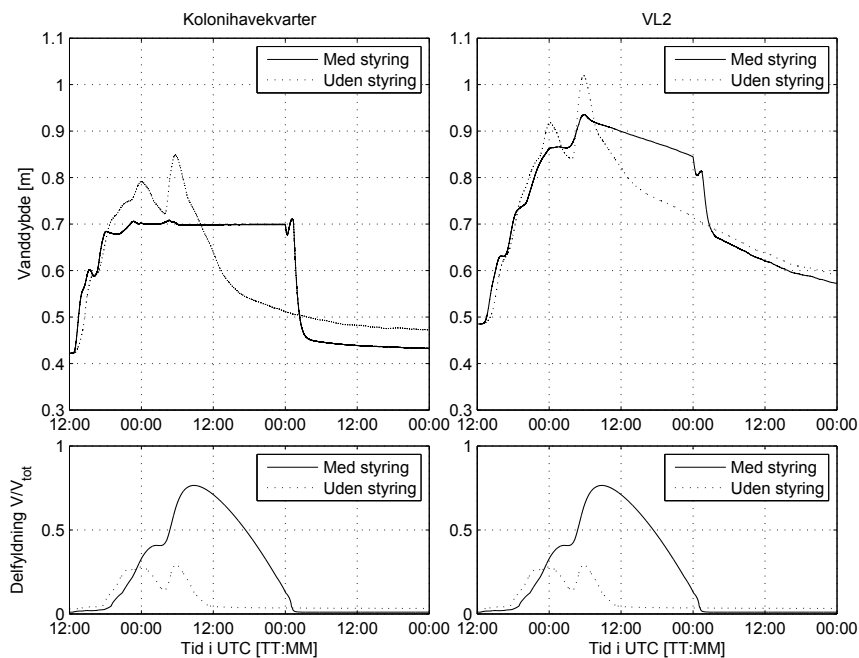 Kolonihavekvarter
VL2
Vanddybde [m]
1.1
1
0.9
0.8
0.7
0.6
0.5
0.4
0.3
Med styring
Uden styring
12:00 00:00 12:00 00:00 12:00 00:00
1.1
1
0.9
0.8
0.7
0.6
0.5
0.4
0.3
Med styring
Uden styring
12:00 00:00 12:00 00:00 12:00 00:00
Delfyldning V/Vtot
1
0.5
0
Med styring
Uden styring
12:00 00:00 12:00 00:00 12:00 00:00
Tid i UTC [TT:MM]
1
0.5
0
Med styring
Uden styring
12:00 00:00 12:00 00:00 12:00 00:00
Tid i UTC [TT:MM]